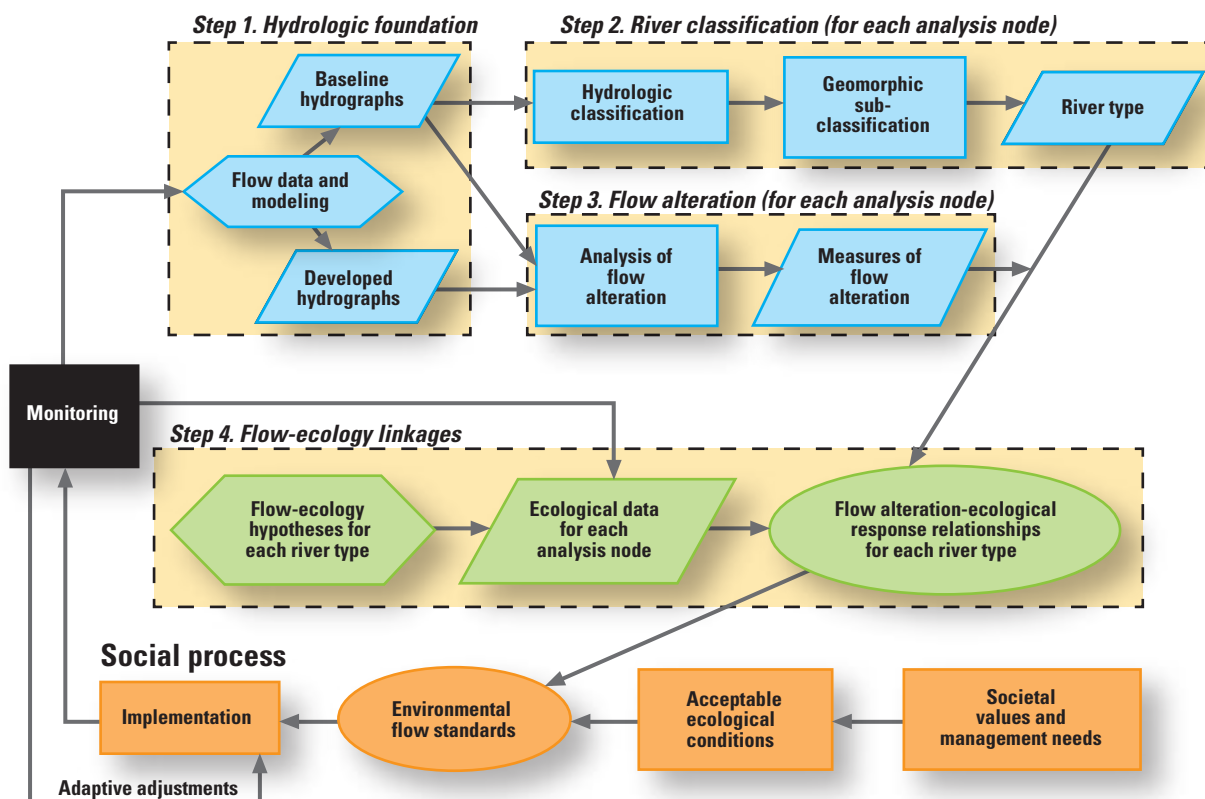 Step 1. Hydrologic foundation
Baseline
hydrographs
Flow data and
modeling
Developed
hydrographs
Step 2. River classification (for each analysis node)
Hydrologic
classification
Geomorphic
sub-
classification
River type
Step 3. Flow alteration (for each analysis node)
Analysis of
flow
alteration
Measures of
flow
alteration
Monitoring
Step 4. Flow-ecology linkages
Flow-ecology
hypotheses for
each river type
Ecological data
for each
analysis node
Flow alteration-ecological
response relationships
for each river type
Social process
Implementation
Environmental
flow standards
Acceptable
ecological
conditions
Societal
values and
management needs
Adaptive adjustments